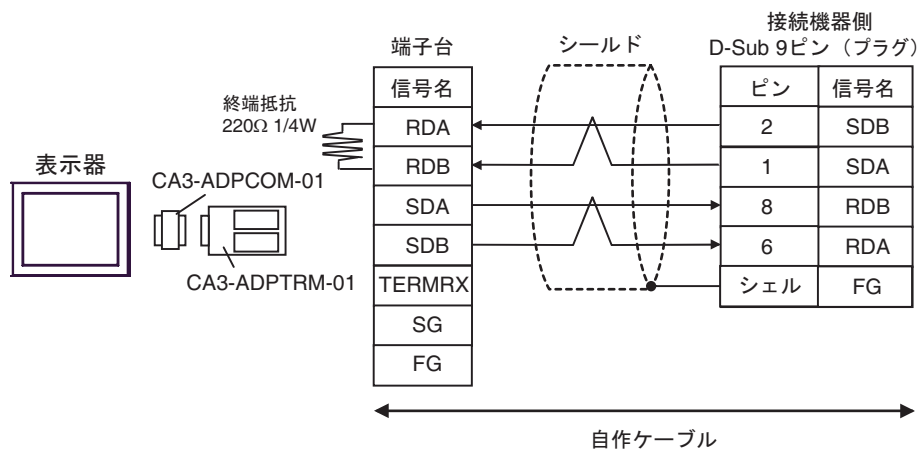 接続機器側
D-Sub 9ピン（プラグ）
端子台
シールド
信号名
ピン
信号名
終端抵抗
220Ω 1/4W
RDA
2
SDB
RDB
1
SDA
表示器
CA3-ADPCOM-01
SDA
8
RDB
SDB
6
RDA
CA3-ADPTRM-01
TERMRX
シェル
FG
SG
FG
自作ケーブル